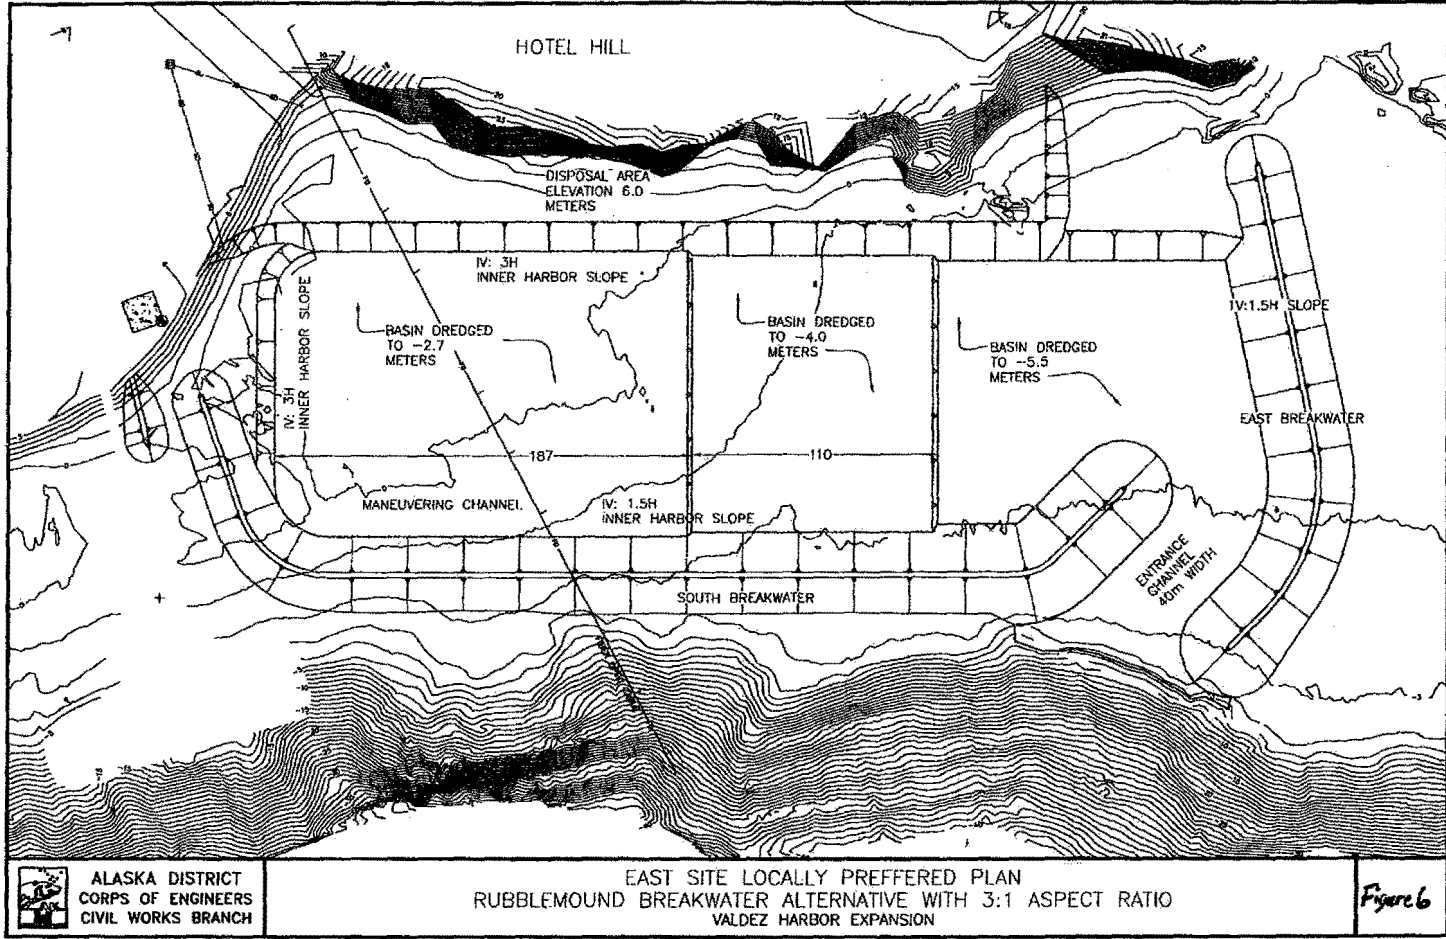 HOTEL HILL
DISPOSAL AREA
ELEVATION 6.0
METERS
IV: 3H
INNER HARBOR SLOPE
IV: 3H
INNER HARBOR SLOPE
BASIN DREDGED
TO -2.7
METERS
BASIN DREDGED
TO -4.0
METERS
BASIN DREDGED
TO -5.5
METERS
1V:1.5H SLOPE
EAST BREAKWATER
187
110
MANEUVERING CHANNEL
IV: 1.5H
INNER HARBOR SLOPE
SOUTH BREAKWATER
ENTRANCE
CHANNEL
40m WIDTH
ALASKA DISTRICT
CORPS OF ENGINEERS
CIVIL WORKS BRANCH
EAST SITE LOCALLY PREFFERED PLAN
RUBBLEMOUND BREAKWATER ALTERNATIVE WITH 3:1 ASPECT RATIO
VALDEZ HARBOR EXPANSION
Figure 6